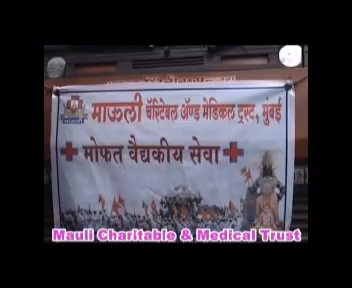 माऊली चॅरिटेबल अ‍ॅण्ड मेडिकल ट्रस्ट, मुंबई
+ मोफत वैद्यकीय सेवा +
Mauli Charitable & Medical Trust